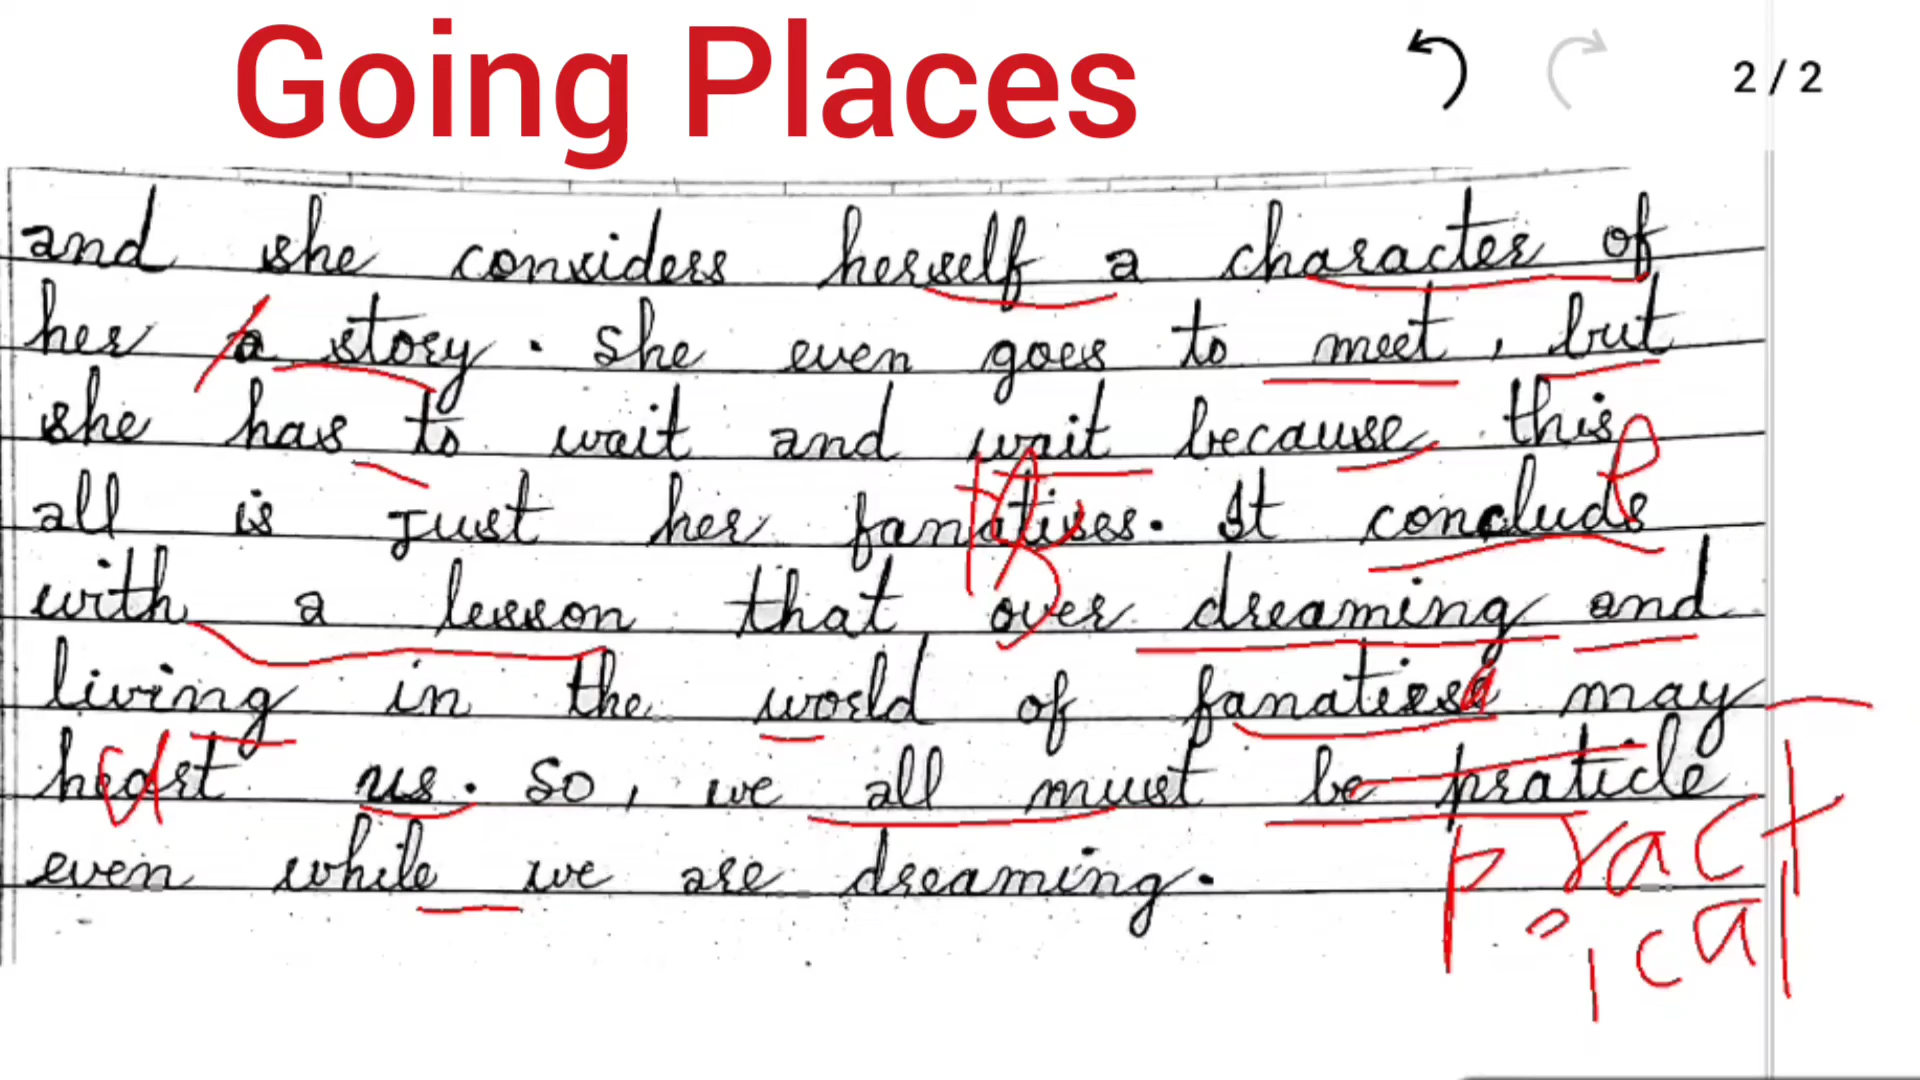 Going Places
2 / 2
and she considers herself a character of
her a story. She even goes to meet, but
she has to wait and wait because this
all is Just her fanatises. It conclude
with a lesson that over dreaming and
living in the world of fanaties may
us. So, we all must be praticle
pract
ical
even while we are dreaming.